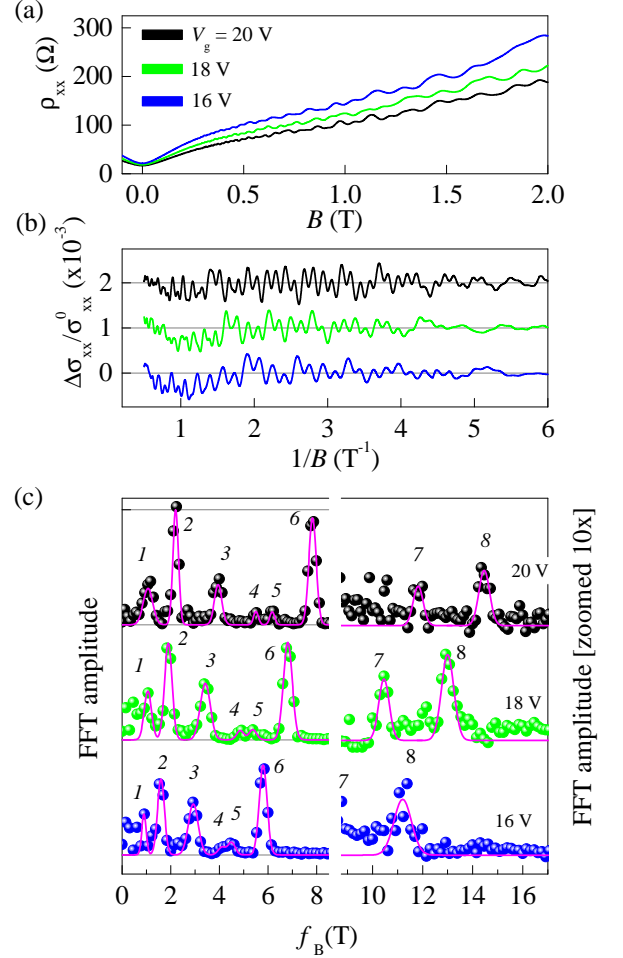 (a)
ρxx (Ω)
300
200
100
0
Vg = 20 V
18 V
16 V
0.0 0.5 1.0 1.5 2.0
B (T)
(b)
Δσxx/σ⁰xx (x10⁻³)
2
1
0
1 2 3 4 5 6
1/B (T⁻¹)
(c)
FFT amplitude
FFT amplitude [zoomed 10x]
1 2 3 4 5 6 7 8 20 V
1 2 3 4 5 6 7 8 18 V
1 2 3 4 5 6 7 8 16 V
0 2 4 6 8 10 12 14 16
fB(T)